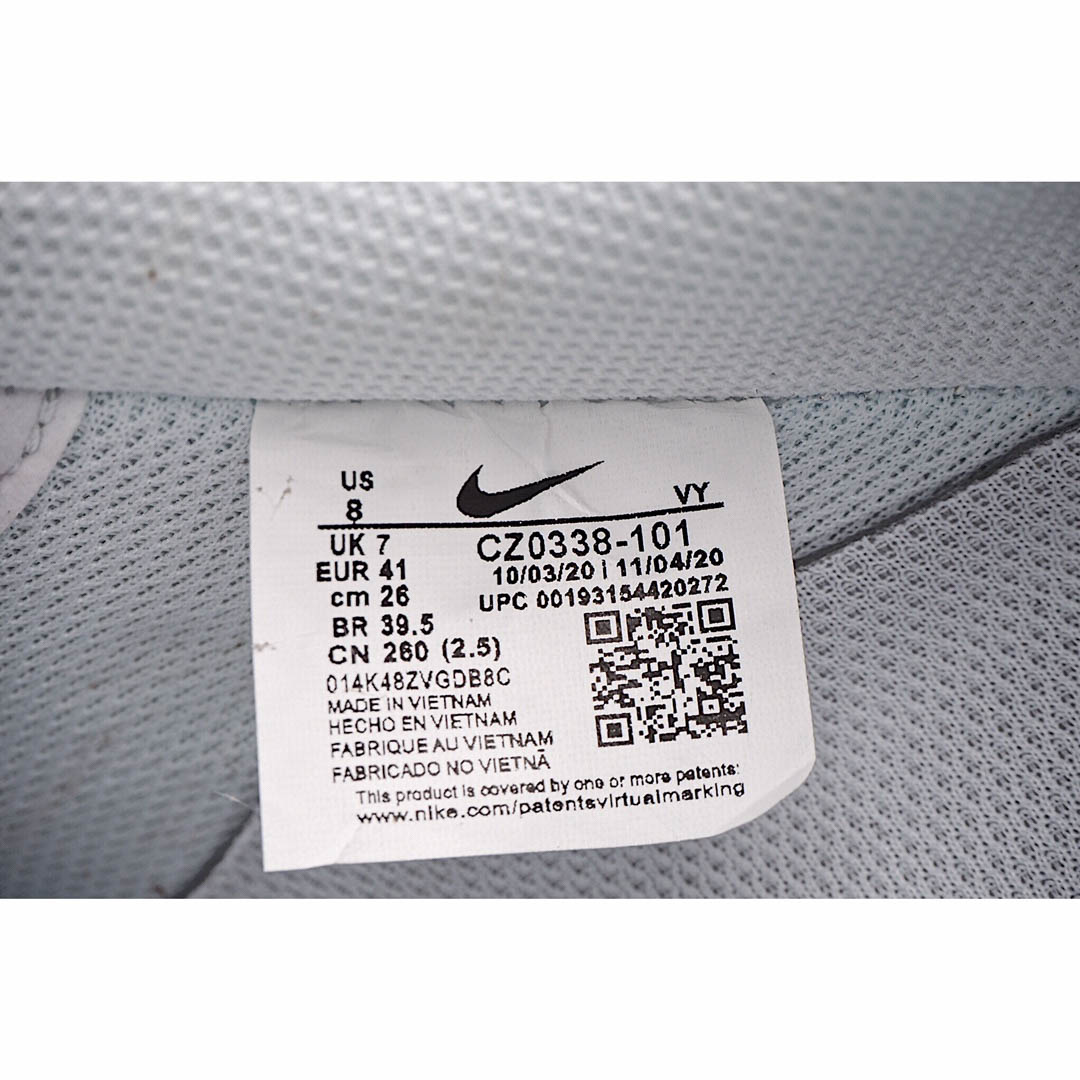 US
8
VY
UK 7
CZ0338-101
EUR 41
10/03/20 | 11/04/20
cm 26
UPC 00193154420272
BR 39.5
CN 260 (2.5)
014K48ZVGDB8C
MADE IN VIETNAM
HECHO EN VIETNAM
FABRIQUE AU VIETNAM
FABRICADO NO VIETNÃ
This product is covered by one or more patents:
www.nike.com/patentsvirtualmarking